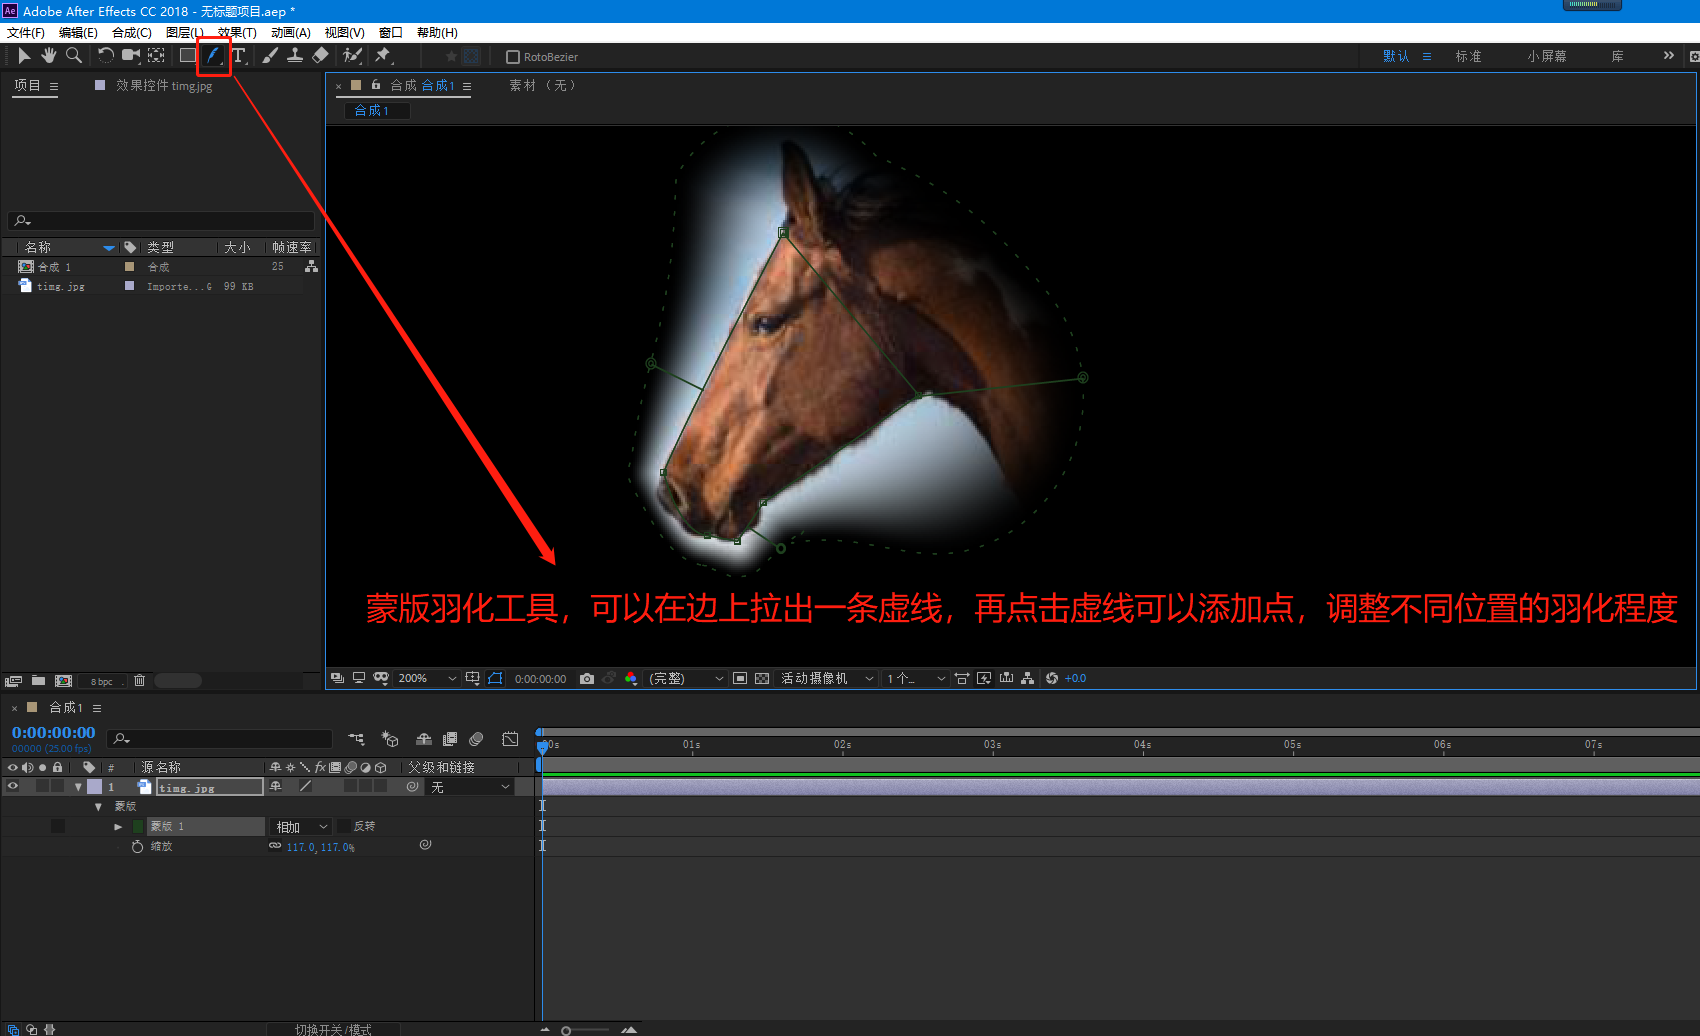 Ae Adobe After Effects CC 2018 - 无标题项目.aep *
文件(F) 编辑(E) 合成(C) 图层(L) 效果(T) 动画(A) 视图(V) 窗口 帮助(H)
RotoBezier 默认 标准 小屏幕 库
项目 效果控件 timg.jpg 合成 合成1 素材（无）
合成1
名称 类型 大小 帧速率
合成 1 合成 25
timg.jpg Importe...G 99 KB
蒙版羽化工具，可以在边上拉出一条虚线，再点击虚线可以添加点，调整不同位置的羽化程度
8 bpc 200% 0:00:00:00 (完整) 活动摄像机 1 个... +0.0
合成1
0:00:00:00
00000 (25.00 fps)
:00s 01s 02s 03s 04s 05s 06s 07s
# 源名称 fx 父级和链接
1 timg.jpg 无
蒙版
蒙版 1 相加 反转
缩放 117.0,117.0%
切换开关/模式